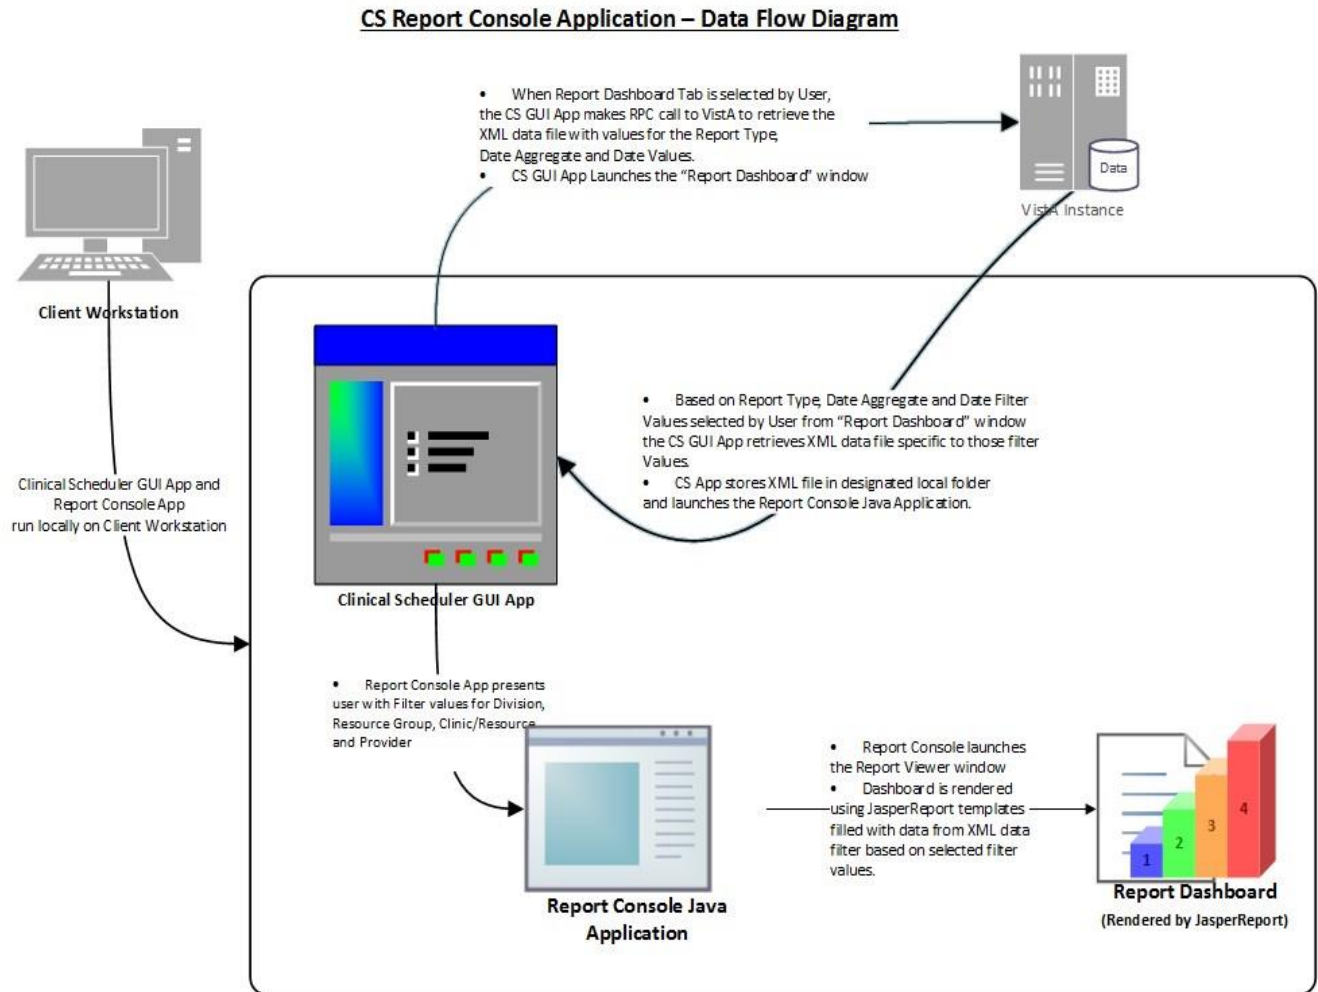 CS Report Console Application – Data Flow Diagram
• When Report Dashboard Tab is selected by User,
the CS GUI App makes RPC call to VistA to retrieve the
XML data file with values for the Report Type,
Date Aggregate and Date Values.
• CS GUI App Launches the “Report Dashboard” window
Data
VistA Instance
Client Workstation
Clinical Scheduler GUI App and
Report Console App
run locally on Client Workstation
• Based on Report Type, Date Aggregate and Date Filter
Values selected by User from “Report Dashboard” window
the CS GUI App retrieves XML data file specific to those filter
Values.
• CS App stores XML file in designated local folder
and launches the Report Console Java Application.
Clinical Scheduler GUI App
• Report Console App presents
user with Filter values for Division,
Resource Group, Clinic/Resource
and Provider
Report Console Java
Application
• Report Console launches
the Report Viewer window
• Dashboard is rendered
using JasperReport templates
filled with data from XML data
filter based on selected filter
values.
1
2
3
4
Report Dashboard
(Rendered by JasperReport)